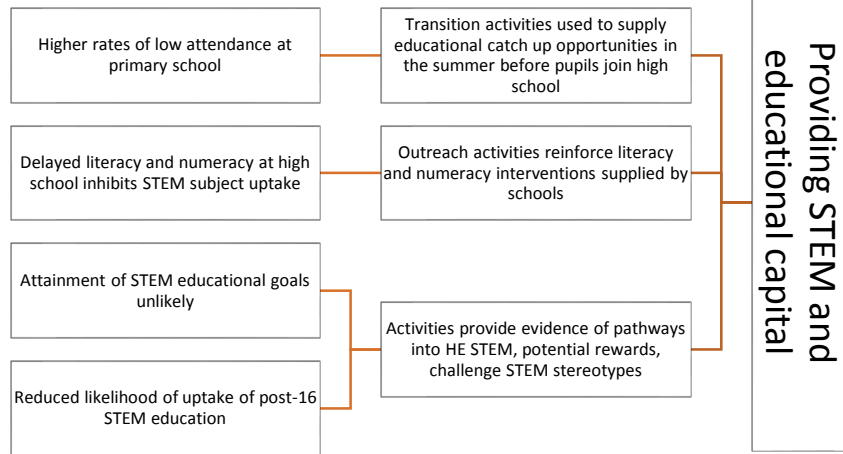 Higher rates of low attendance at
primary school
Transition activities used to supply
educational catch up opportunities in
the summer before pupils join high
school
Delayed literacy and numeracy at high
school inhibits STEM subject uptake
Outreach activities reinforce literacy
and numeracy interventions supplied by
schools
Attainment of STEM educational goals
unlikely
Reduced likelihood of uptake of post-16
STEM education
Activities provide evidence of pathways
into HE STEM, potential rewards,
challenge STEM stereotypes
Providing STEM and
educational capital